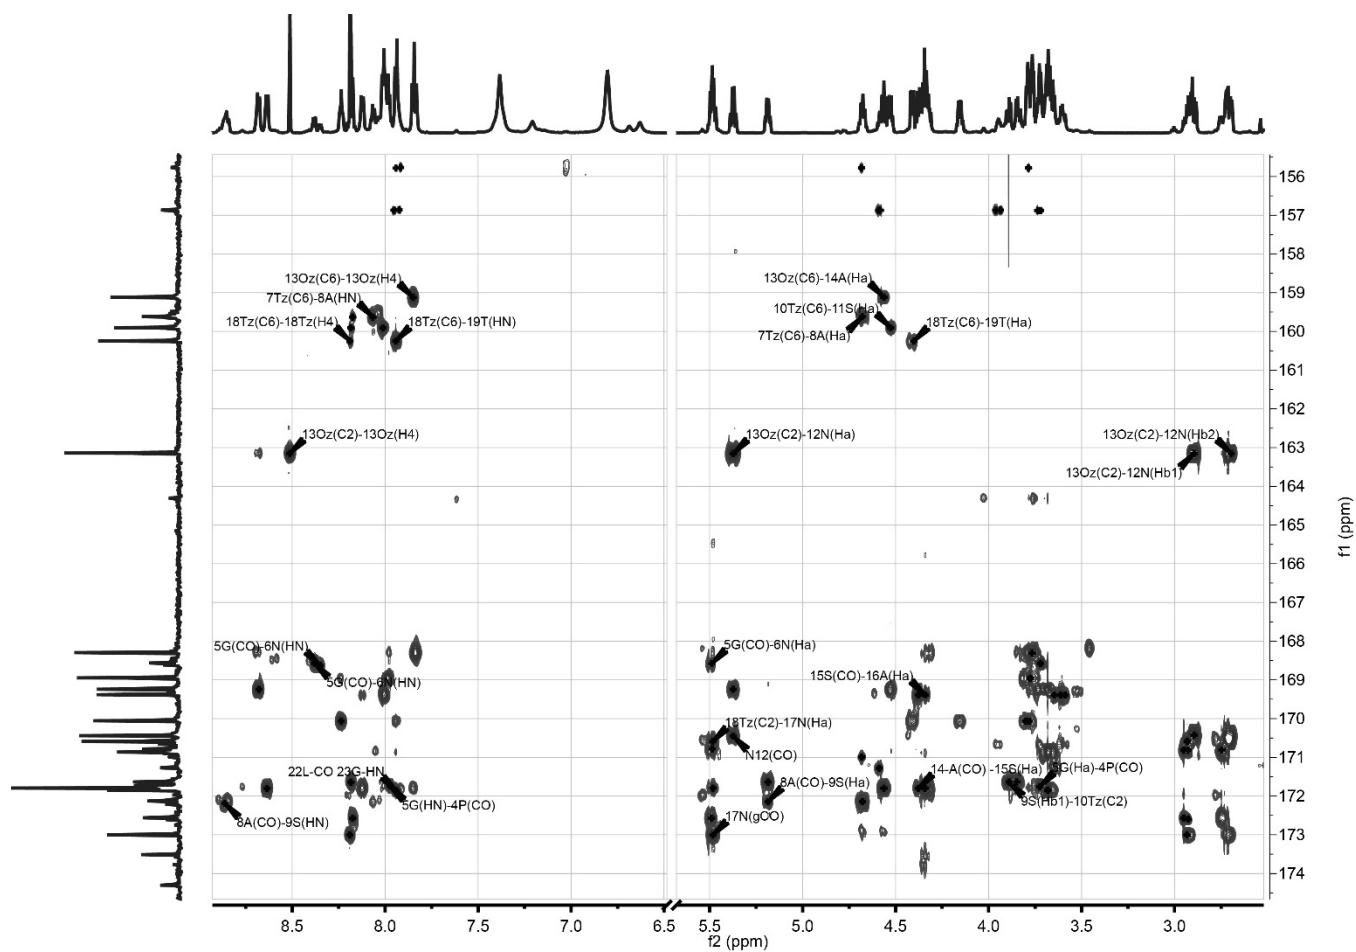 156
157
158
13Oz(C6)-13Oz(H4)
13Oz(C6)-14A(Ha)
159
7Tz(C6)-8A(HN)
10Tz(C6)-11S(Ha)
18Tz(C6)-18Tz(H4)
18Tz(C6)-19T(HN)
18Tz(C6)-19T(Ha)
160
7Tz(C6)-8A(Ha)
161
162
13Oz(C2)-13Oz(H4)
13Oz(C2)-12N(Ha)
13Oz(C2)-12N(Hb2)
163
13Oz(C2)-12N(Hb1)
164
165
f1 (ppm)
166
167
168
5G(CO)-6N(HN)
5G(CO)-6N(Ha)
5G(CO)-6N(HN)
169
15S(CO)-16A(Ha)
170
18Tz(C2)-17N(Ha)
N12(CO)
171
22L-CO 23G-HN
14-A(CO) -15S(Ha)
5G(Ha)-4P(CO)
8A(CO)-9S(Ha)
5G(HN)-4P(CO)
9S(Hb1)-10Tz(C2)
172
8A(CO)-9S(HN)
17N(gCO)
173
174
8.5 8.0 7.5 7.0 6.5 5.5 5.0 4.5 4.0 3.5 3.0
f2 (ppm)